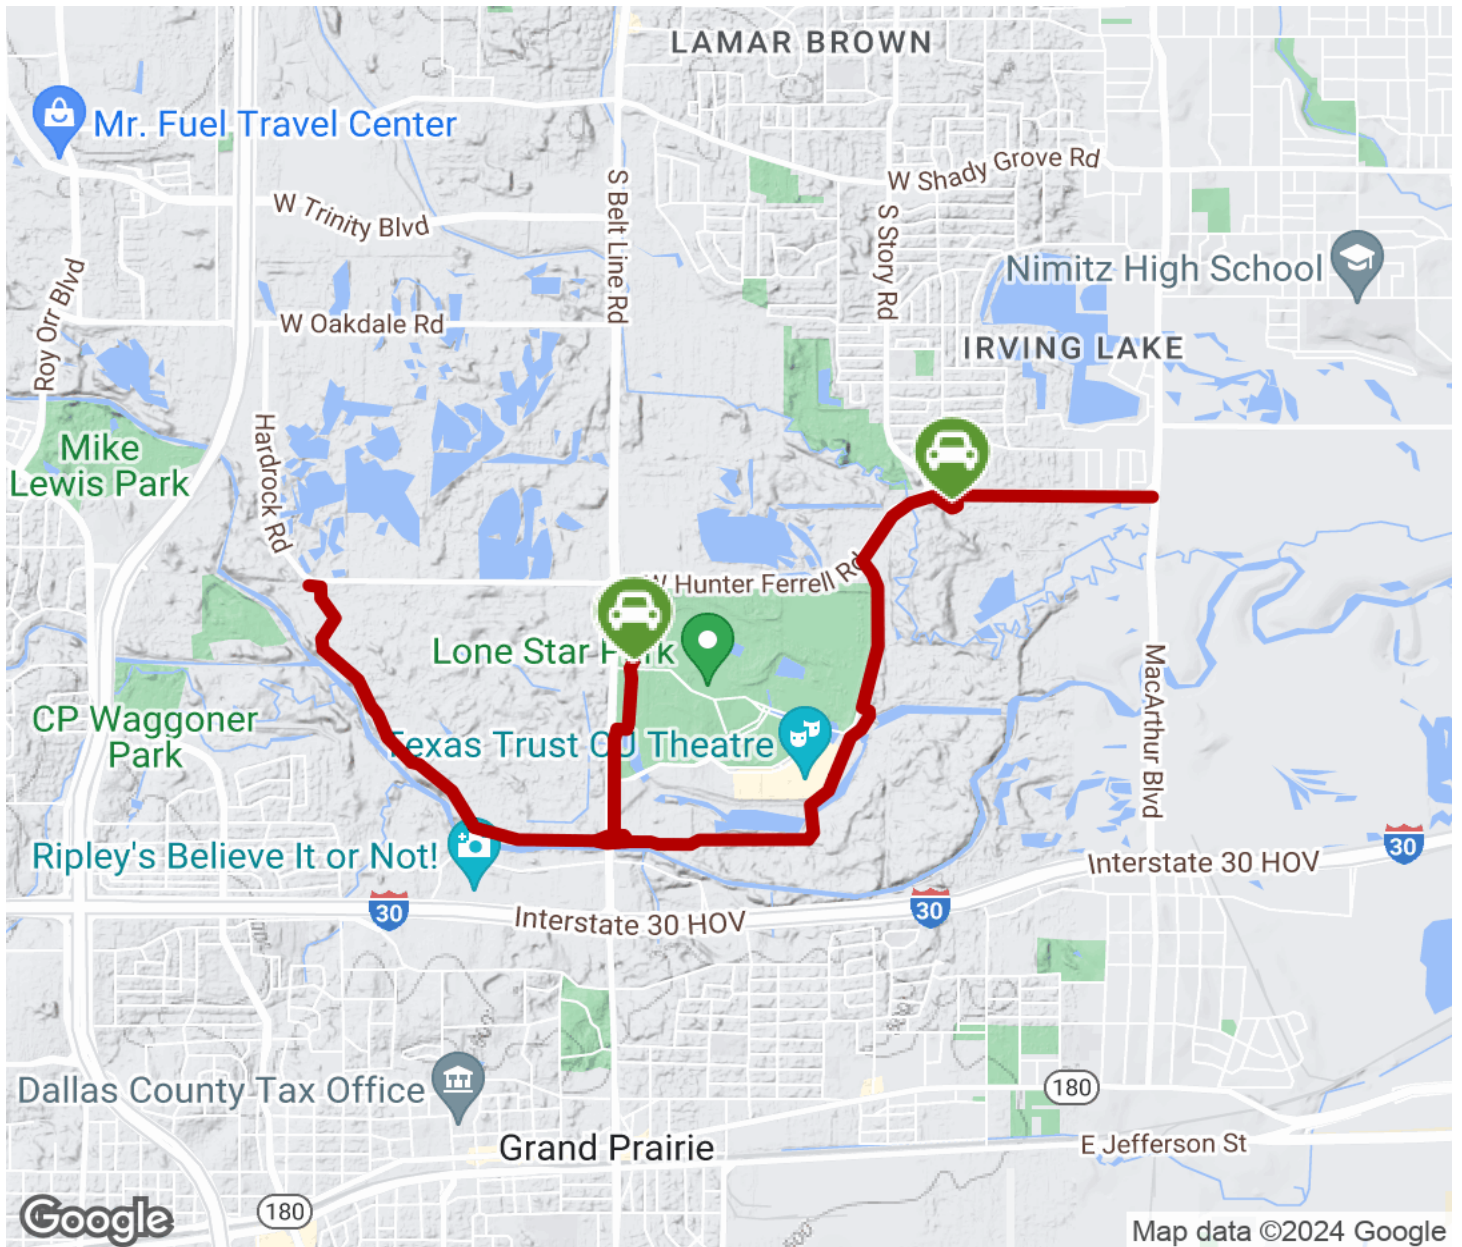 LAMAR BROWN
Mr. Fuel Travel Center
W Shady Grove Rd
W Trinity Blvd
S Belt Line Rd
S Story Rd
Nimitz High School
Roy Orr Blvd
W Oakdale Rd
IRVING LAKE
Hardrock Rd
Mike
Lewis Park
W Hunter Ferrell Rd
Lone Star Park
MacArthur Blvd
CP Waggoner
Park
Texas Trust CU Theatre
Ripley's Believe It or Not!
Interstate 30 HOV
30
30
30
Interstate 30 HOV
Dallas County Tax Office
180
Grand Prairie
E Jefferson St
180
Google
Map data ©2024 Google